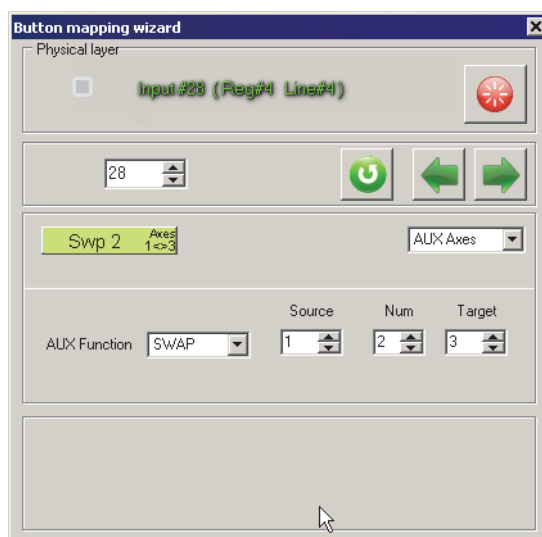 Button mapping wizard
Physical layer
Input#28 (Reg#4 Line#4)
28
Swp 2 Axes 1<>3
AUX Axes
Source Num Target
AUX Function SWAP 1 2 3